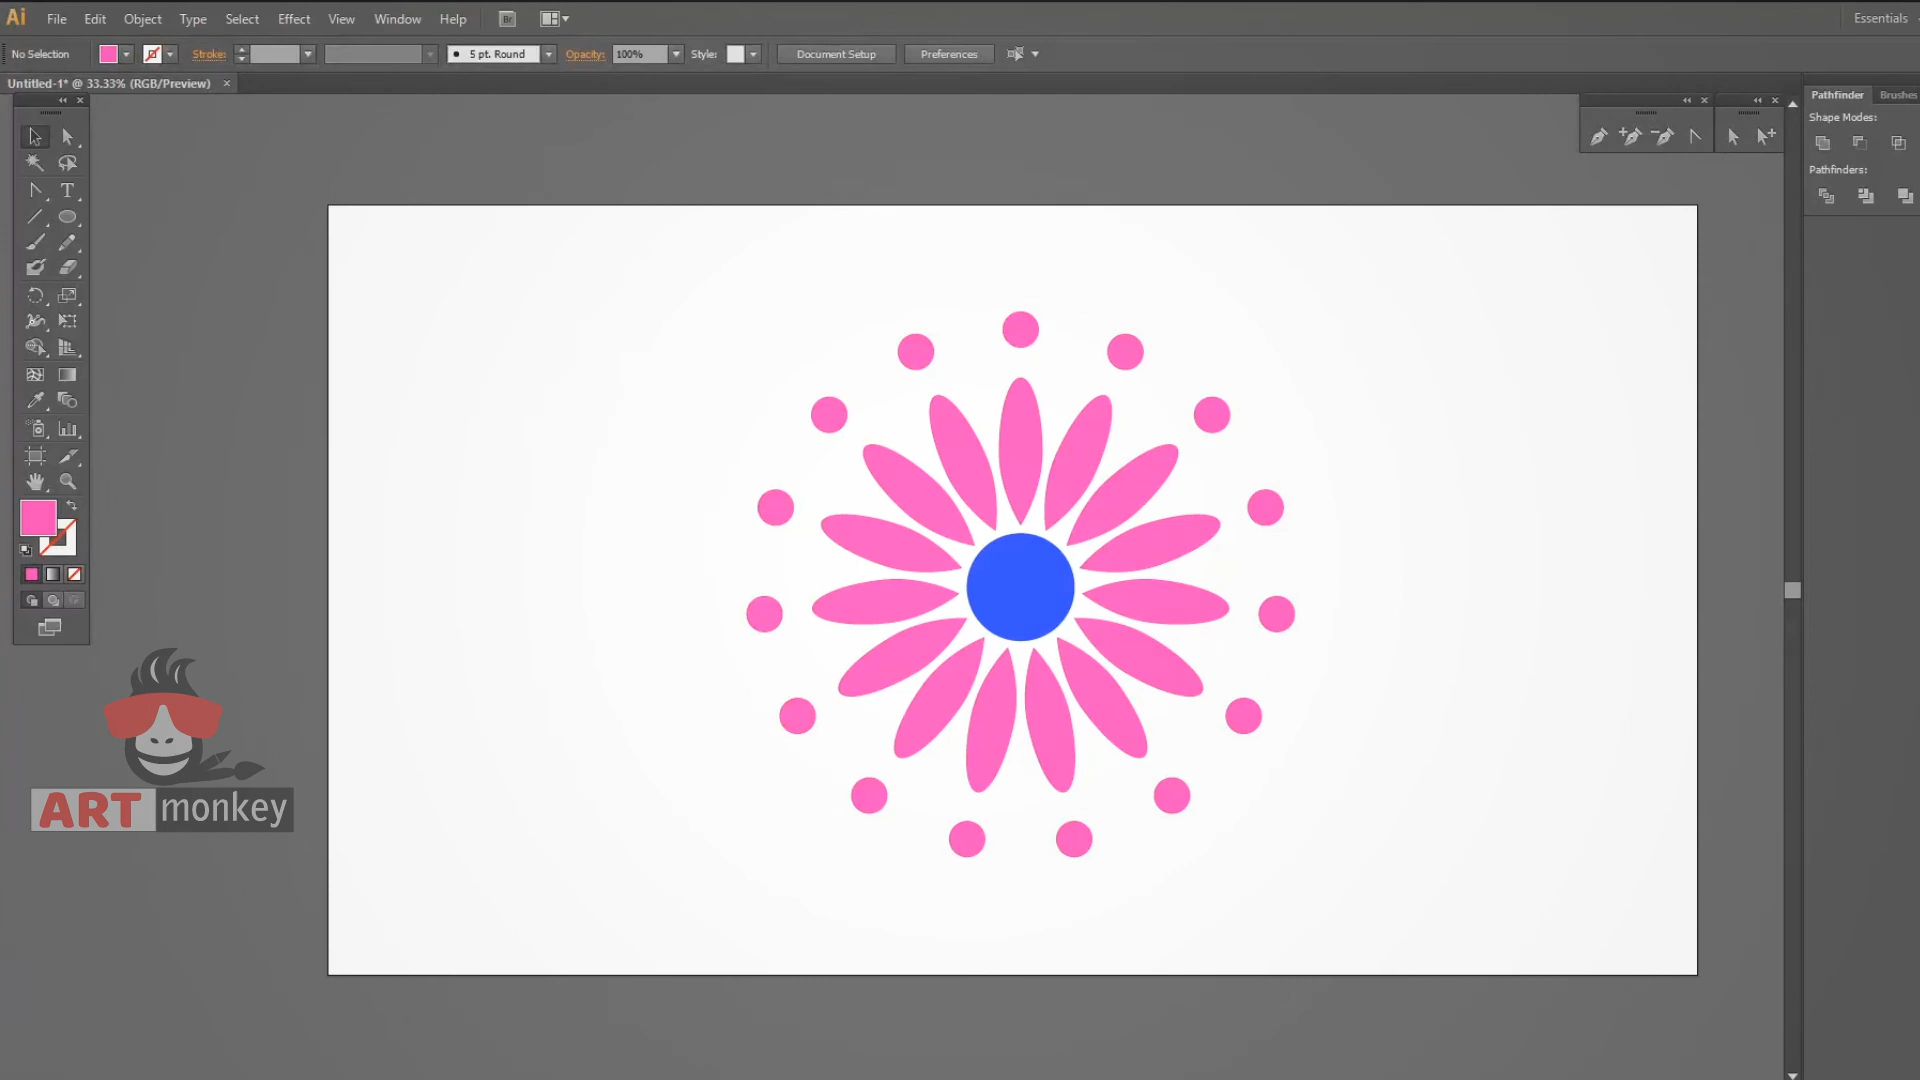 Ai File Edit Object Type Select Effect View Window Help Br Essentials
No Selection Stroke: 5 pt. Round Opacity: 100% Style: Document Setup Preferences
Untitled-1* @ 33.33% (RGB/Preview)
Pathfinder Brushes
Shape Modes:
Pathfinders:
T
ART monkey